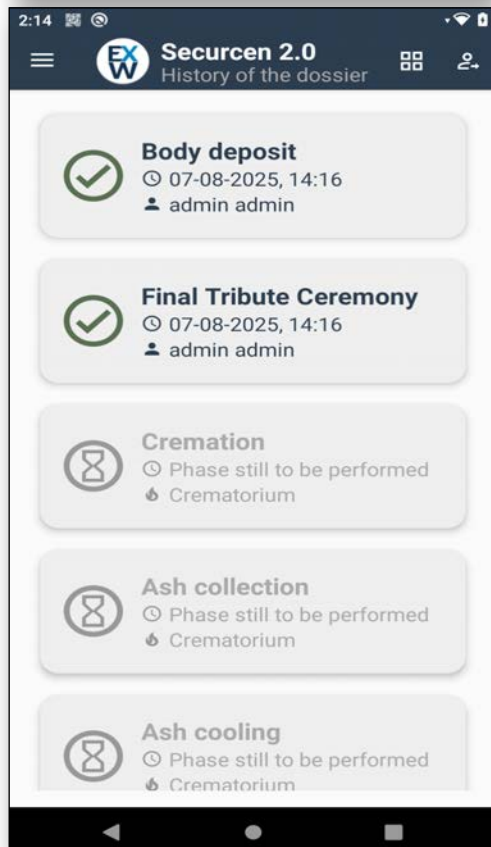 2:14
EX
W
Securcen 2.0
History of the dossier
Body deposit
07-08-2025, 14:16
admin admin
Final Tribute Ceremony
07-08-2025, 14:16
admin admin
Cremation
Phase still to be performed
Crematorium
Ash collection
Phase still to be performed
Crematorium
Ash cooling
Phase still to be performed
Crematorium